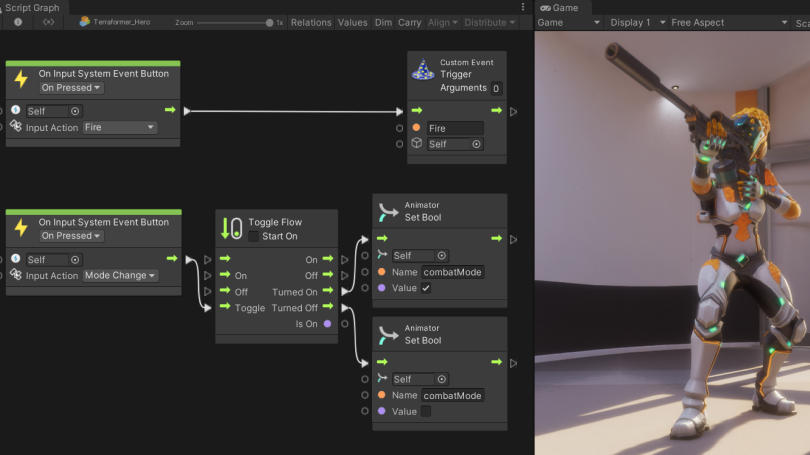 Script Graph
Game
Terraformer_Hero
Zoom
1x
Relations
Values
Dim
Carry
Align
Distribute
Game
Display 1
Free Aspect
Sca
On Input System Event Button
On Pressed
Self
Input Action
Fire
Custom Event
Trigger
Arguments
0
Fire
Self
On Input System Event Button
On Pressed
Self
Input Action
Mode Change
Toggle Flow
Start On
On
On
Off
Off
Turned On
Toggle
Turned Off
Is On
Animator
Set Bool
Self
Name
combatMode
Value
Animator
Set Bool
Self
Name
combatMode
Value